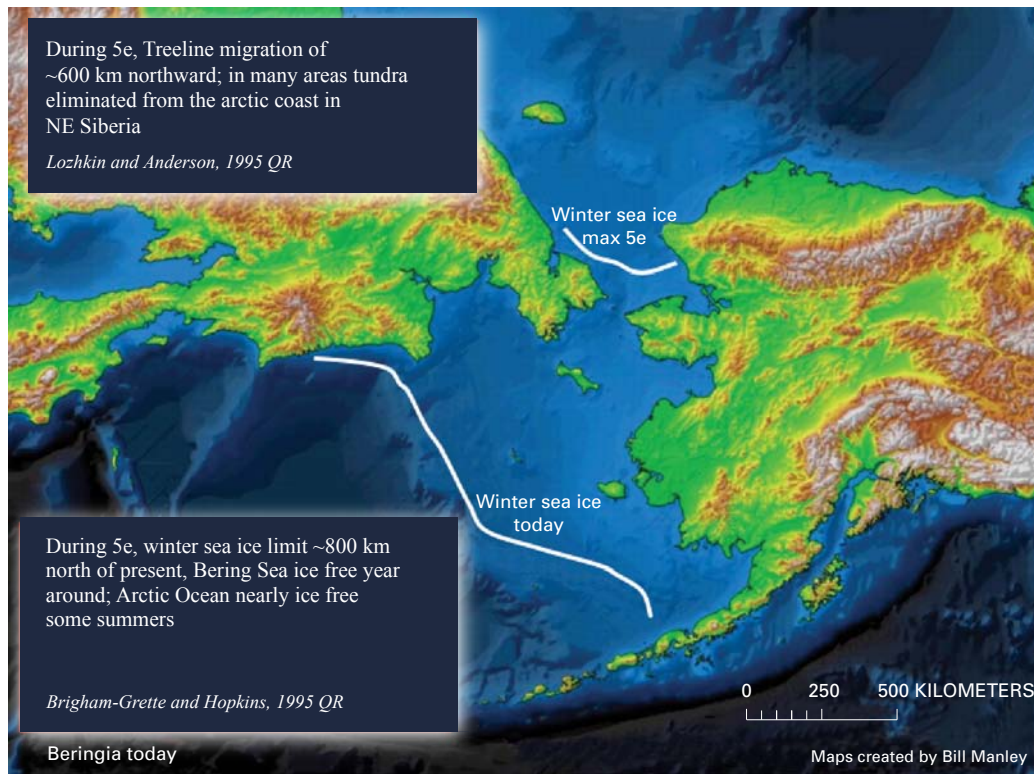 During 5e, Treeline migration of
~600 km northward; in many areas tundra
eliminated from the arctic coast in
NE Siberia
Lozhkin and Anderson, 1995 QR
Winter sea ice
max 5e
Winter sea ice
today
During 5e, winter sea ice limit ~800 km
north of present, Bering Sea ice free year
around; Arctic Ocean nearly ice free
some summers
Brigham-Grette and Hopkins, 1995 QR
0 250 500 KILOMETERS
Beringia today
Maps created by Bill Manley